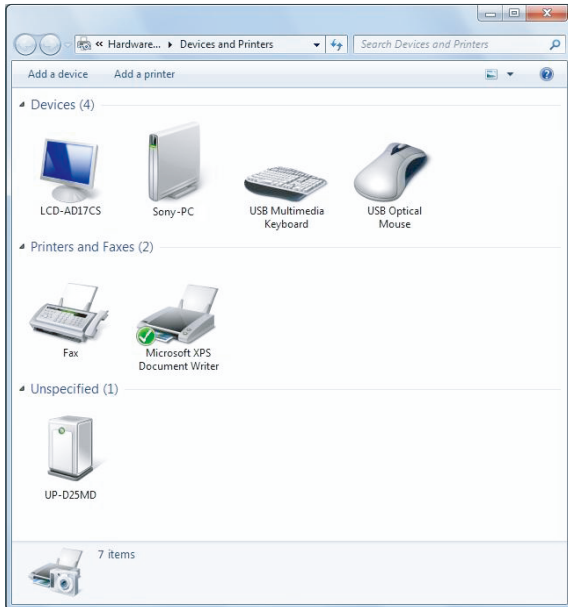 « Hardware... ▸ Devices and Printers
Search Devices and Printers
Add a device Add a printer
Devices (4)
LCD-AD17CS
Sony-PC
USB Multimedia
Keyboard
USB Optical
Mouse
Printers and Faxes (2)
Fax
Microsoft XPS
Document Writer
Unspecified (1)
UP-D25MD
7 items